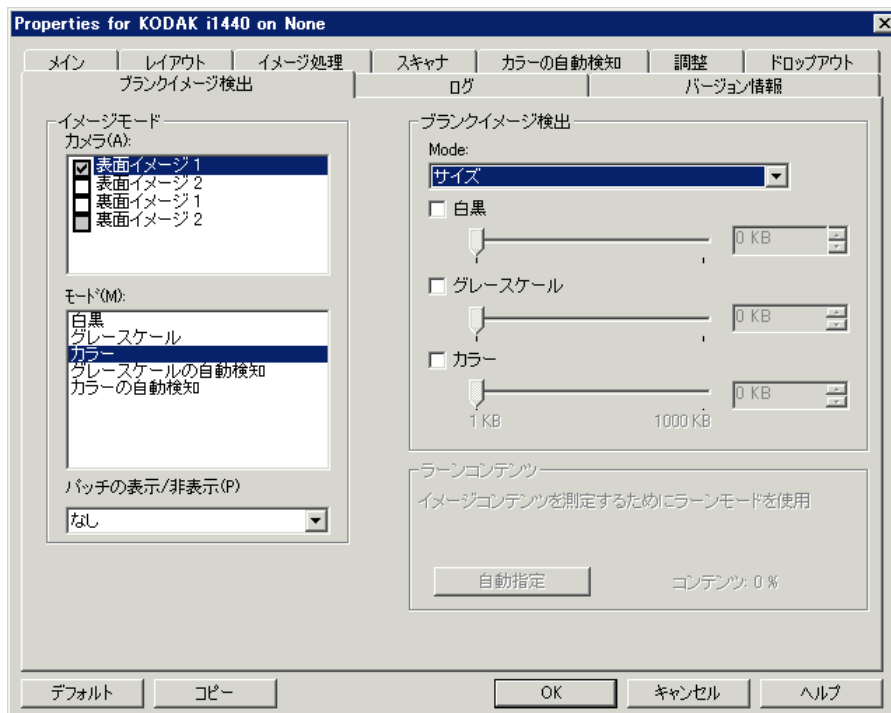 Properties for KODAK i1440 on None
メイン レイアウト イメージ処理 スキャナ カラーの自動検知 調整 ドロップアウト
ブランクイメージ検出 ログ バージョン情報
イメージモード
カメラ(A):
表面イメージ 1
表面イメージ 2
裏面イメージ 1
裏面イメージ 2
モード(M):
白黒
グレースケール
カラー
グレースケールの自動検知
カラーの自動検知
パッチの表示/非表示(P)
なし
ブランクイメージ検出
Mode:
サイズ
白黒
0 KB
グレースケール
0 KB
カラー
0 KB
1 KB 1000 KB
ラーンコンテンツ
イメージコンテンツを測定するためにラーンモードを使用
自動指定 コンテンツ: 0 %
デフォルト コピー OK キャンセル ヘルプ